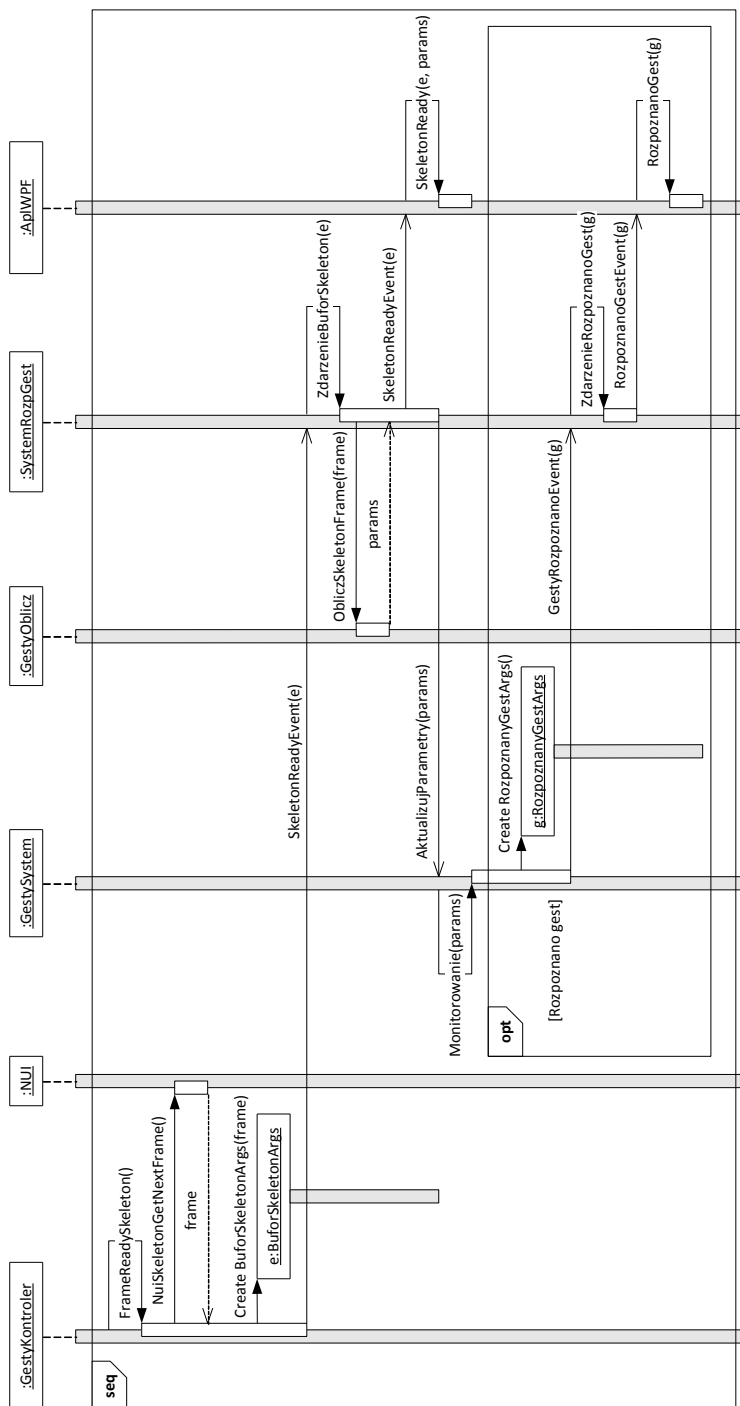 :GestyKontroler
:NUI
:GestySystem
:GestyOblicz
:SystemRozpGest
:AplWPF
seq
FrameReadySkeleton()
NuiSkeletonGetNextFrame()
frame
Create BuforSkeletonArgs(frame)
e:BuforSkeletonArgs
SkeletonReadyEvent(e)
ZdarzenieBuforSkeleton(e)
ObliczSkeletonFrame(frame)
params
SkeletonReadyEvent(e)
SkeletonReady(e, params)
AktualizujParametry(params)
Monitorowanie(params)
opt
[Rozpoznano gest]
Create RozpoznanyGestArgs()
g:RozpoznanyGestArgs
GestyRozpoznanoEvent(g)
ZdarzenieRozpoznanoGest(g)
RozpoznanoGestEvent(g)
RozpoznanoGest(g)